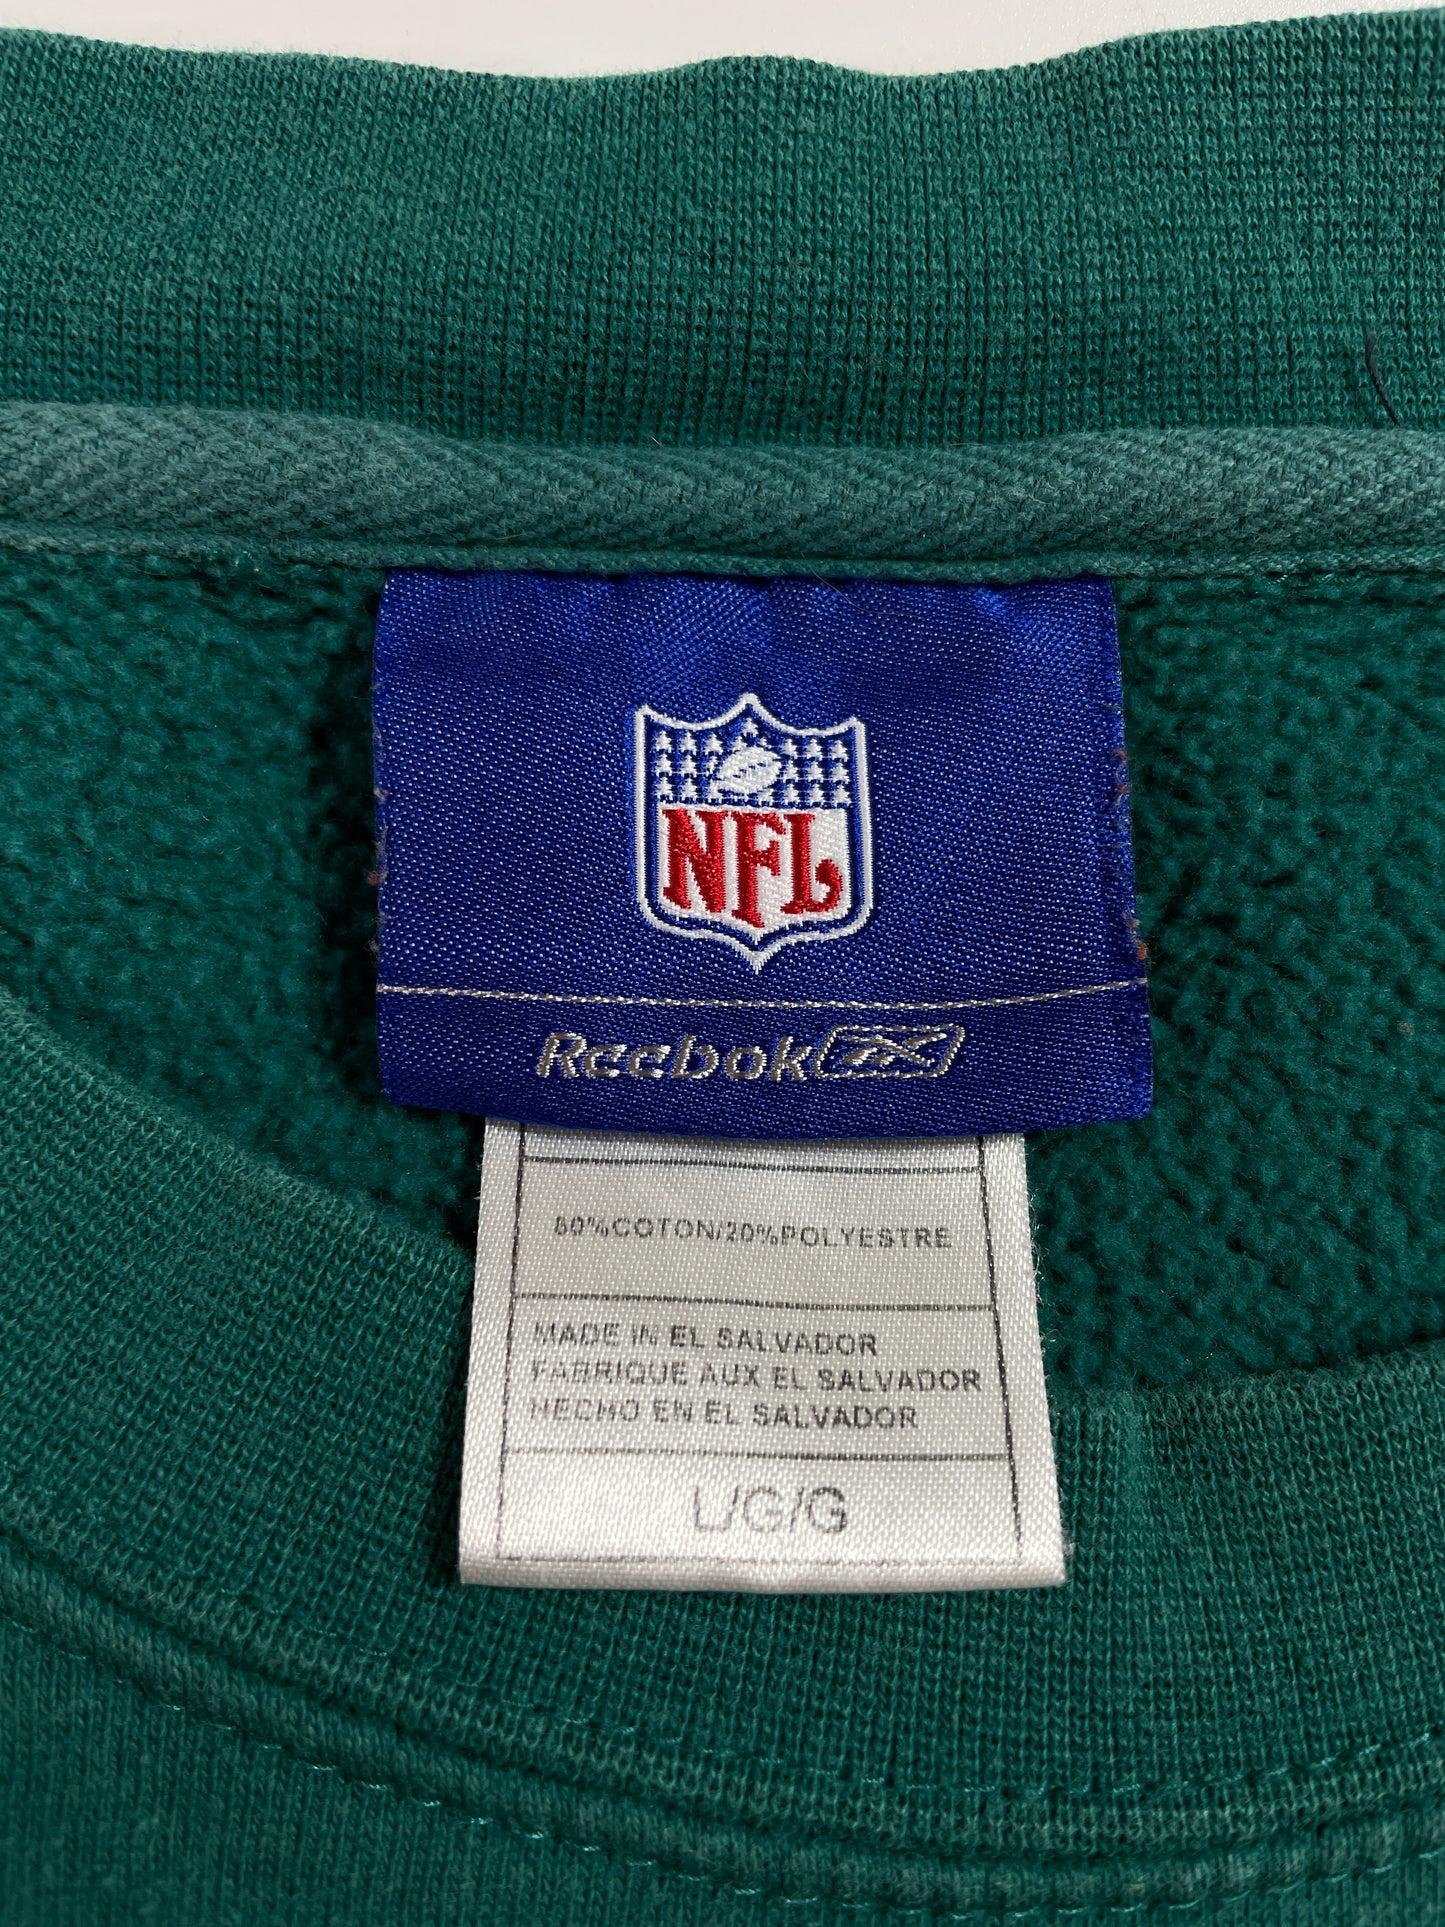 NFL
Reebok
80%COTON/20%POLYESTRE
MADE IN EL SALVADOR
FABRIQUE AUX EL SALVADOR
HECHO EN EL SALVADOR
L/G/G